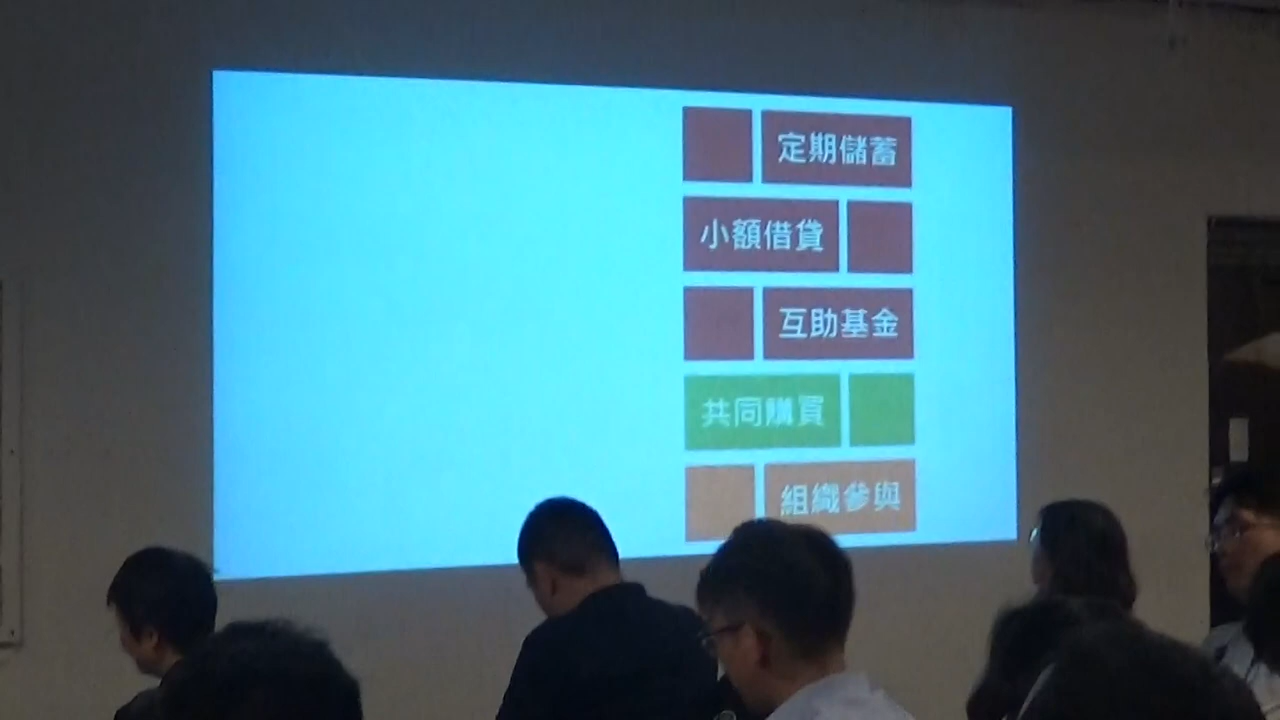 定期儲蓄
小額借貸
互助基金
共同購買
組織參與